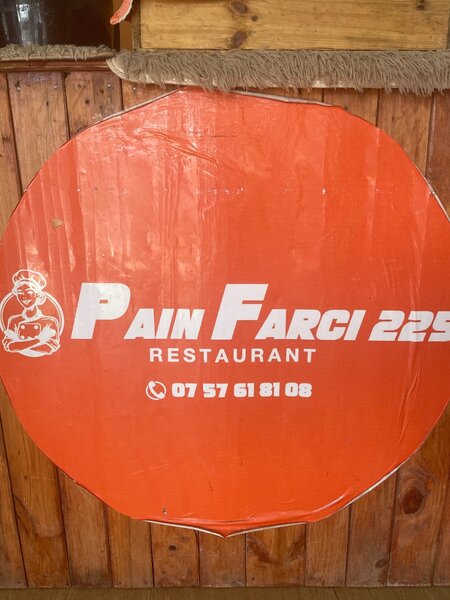 PAIN FARCI 225
RESTAURANT
07 57 61 81 08